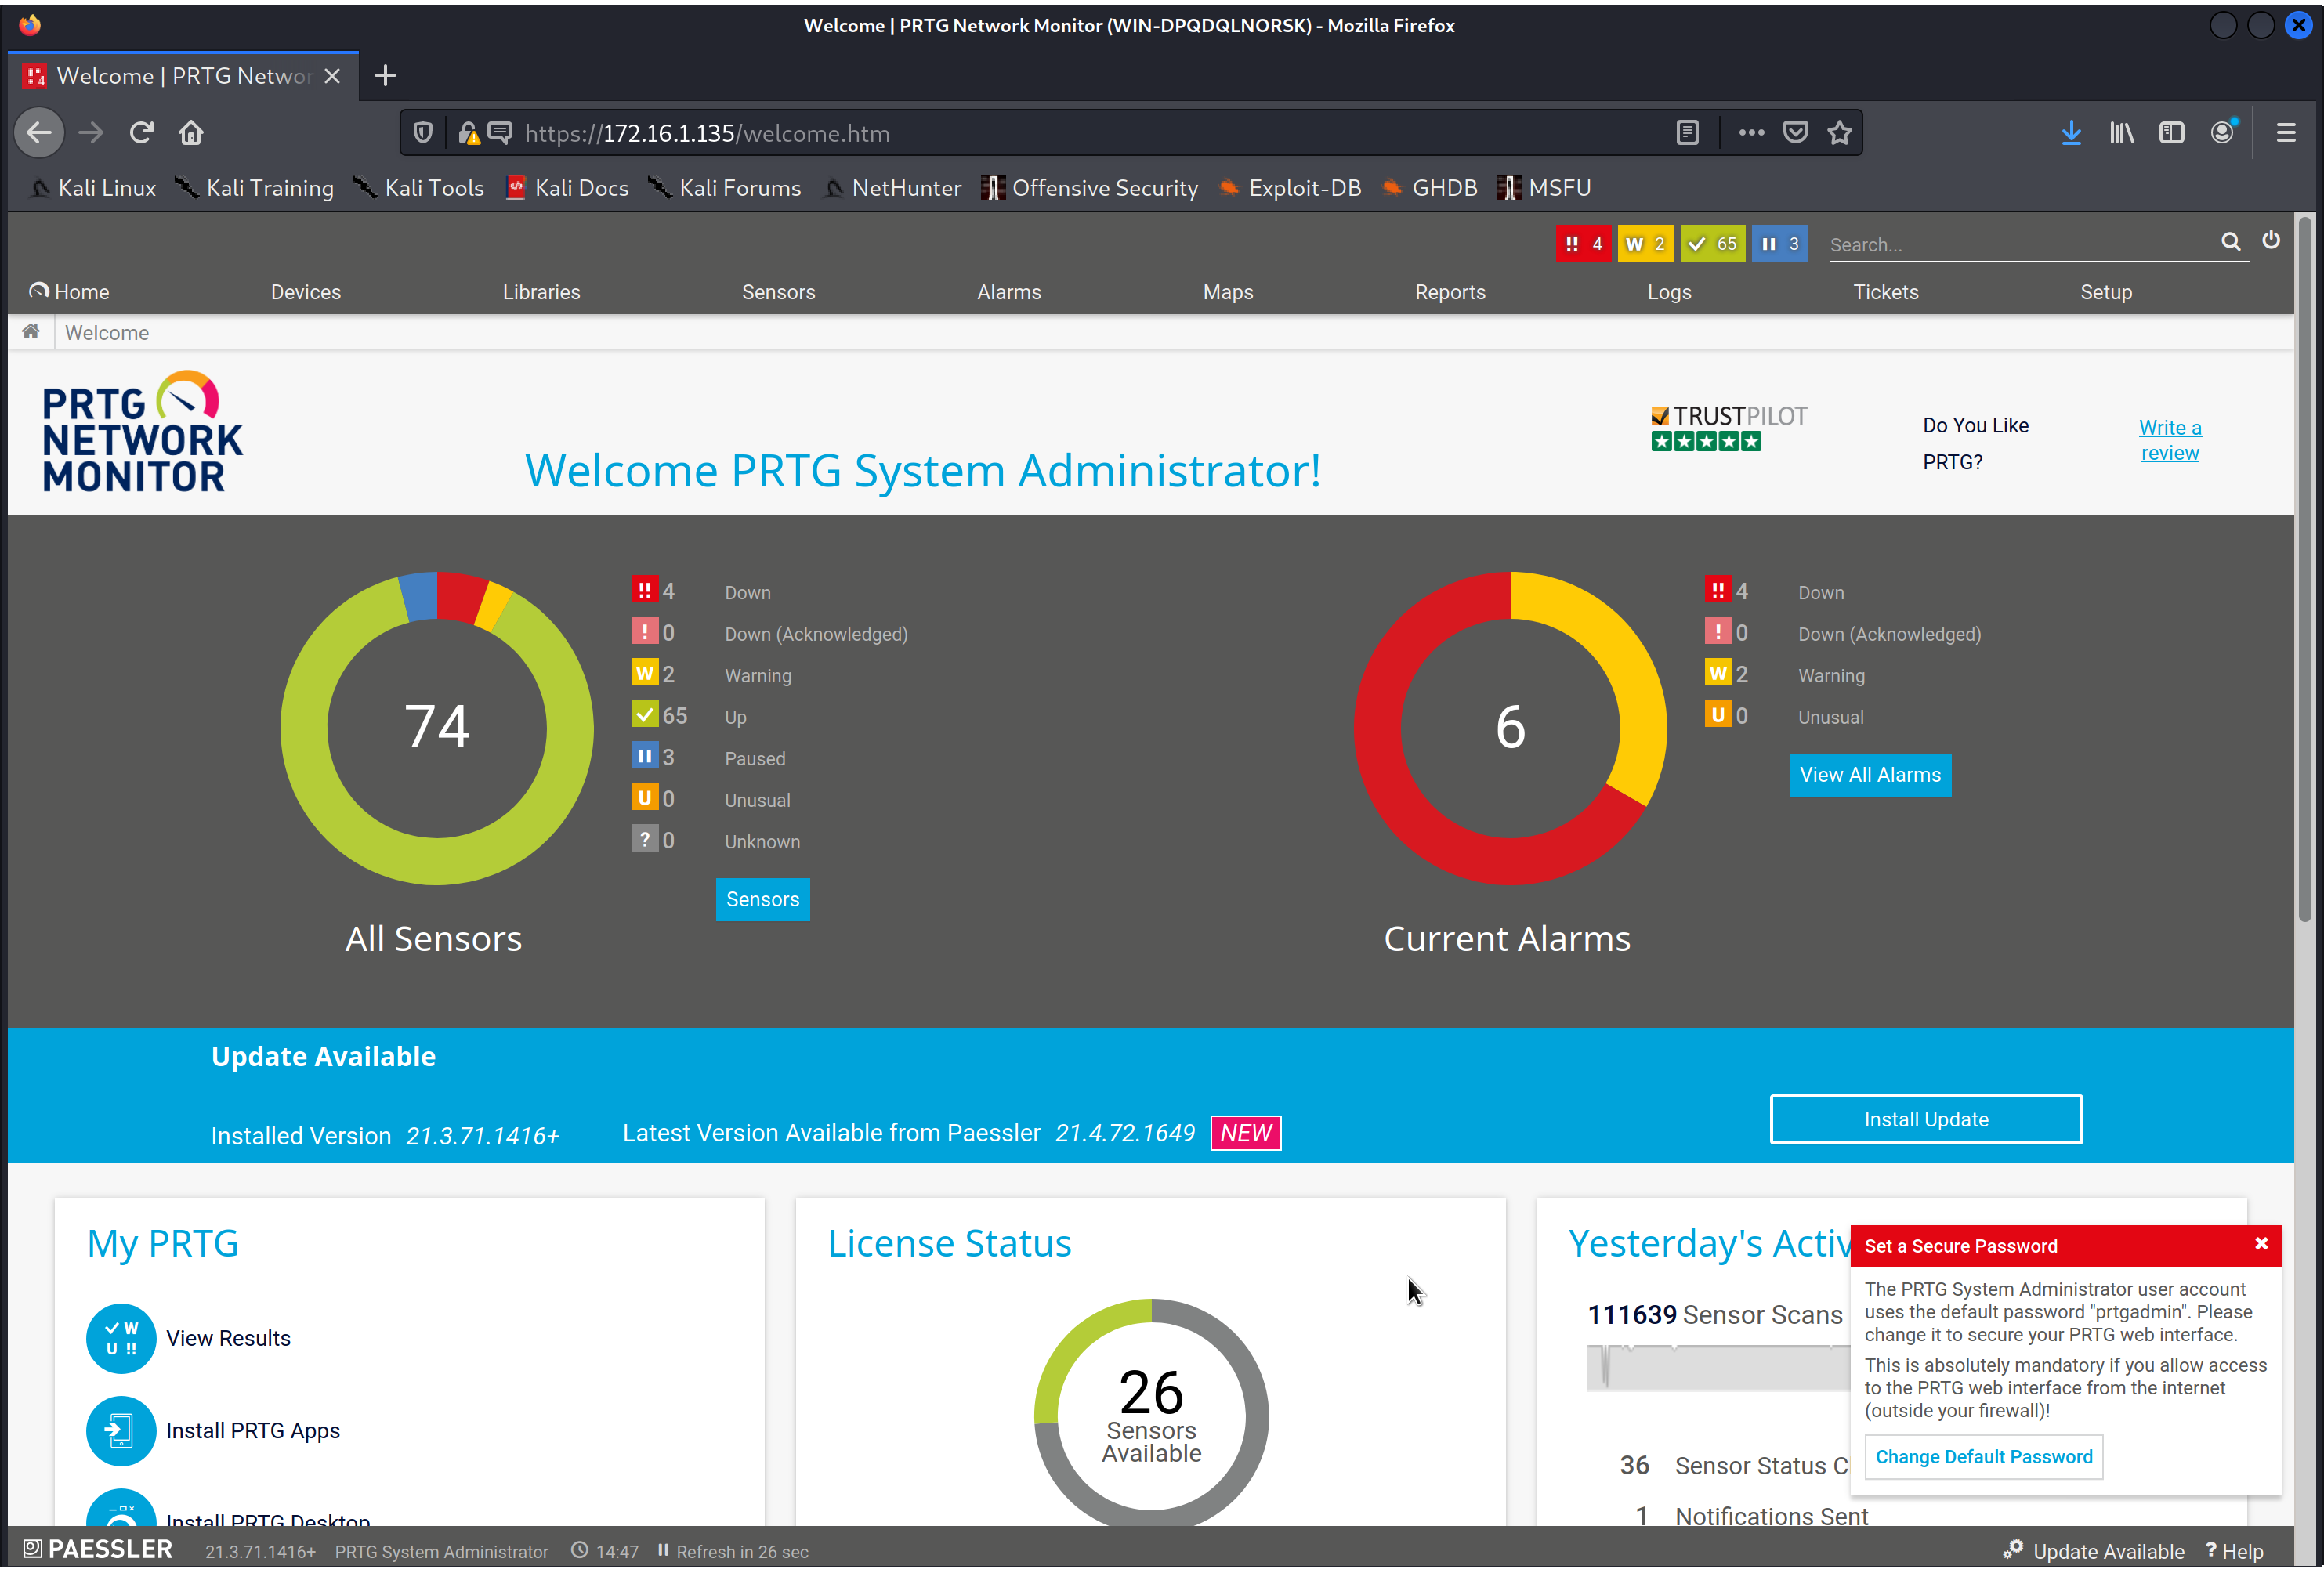 Welcome | PRTG Network Monitor (WIN-DPQDQLNORSK) - Mozilla Firefox
4 Welcome | PRTG Networ
https://172.16.1.135/welcome.htm
Kali Linux Kali Training Kali Tools Kali Docs Kali Forums NetHunter Offensive Security Exploit-DB GHDB MSFU
!! 4 W 2 65 3 Search...
Home Devices Libraries Sensors Alarms Maps Reports Logs Tickets Setup
Welcome
PRTG
NETWORK
MONITOR
Welcome PRTG System Administrator!
TRUSTPILOT
Do You Like
PRTG?
Write a
review
74
!! 4 Down
! 0 Down (Acknowledged)
W 2 Warning
65 Up
3 Paused
U 0 Unusual
? 0 Unknown
Sensors
All Sensors
6
!! 4 Down
! 0 Down (Acknowledged)
W 2 Warning
U 0 Unusual
View All Alarms
Current Alarms
Update Available
Installed Version 21.3.71.1416+ Latest Version Available from Paessler 21.4.72.1649 NEW
Install Update
My PRTG
W
U !!
View Results
Install PRTG Apps
Install PRTG Desktop
License Status
26
Sensors
Available
Yesterday's Activ
111639 Sensor Scans
36 Sensor Status C
1 Notifications Sent
Set a Secure Password
The PRTG System Administrator user account
uses the default password "prtgadmin". Please
change it to secure your PRTG web interface.
This is absolutely mandatory if you allow access
to the PRTG web interface from the internet
(outside your firewall)!
Change Default Password
PAESSLER 21.3.71.1416+ PRTG System Administrator 14:47 Refresh in 26 sec Update Available ? Help